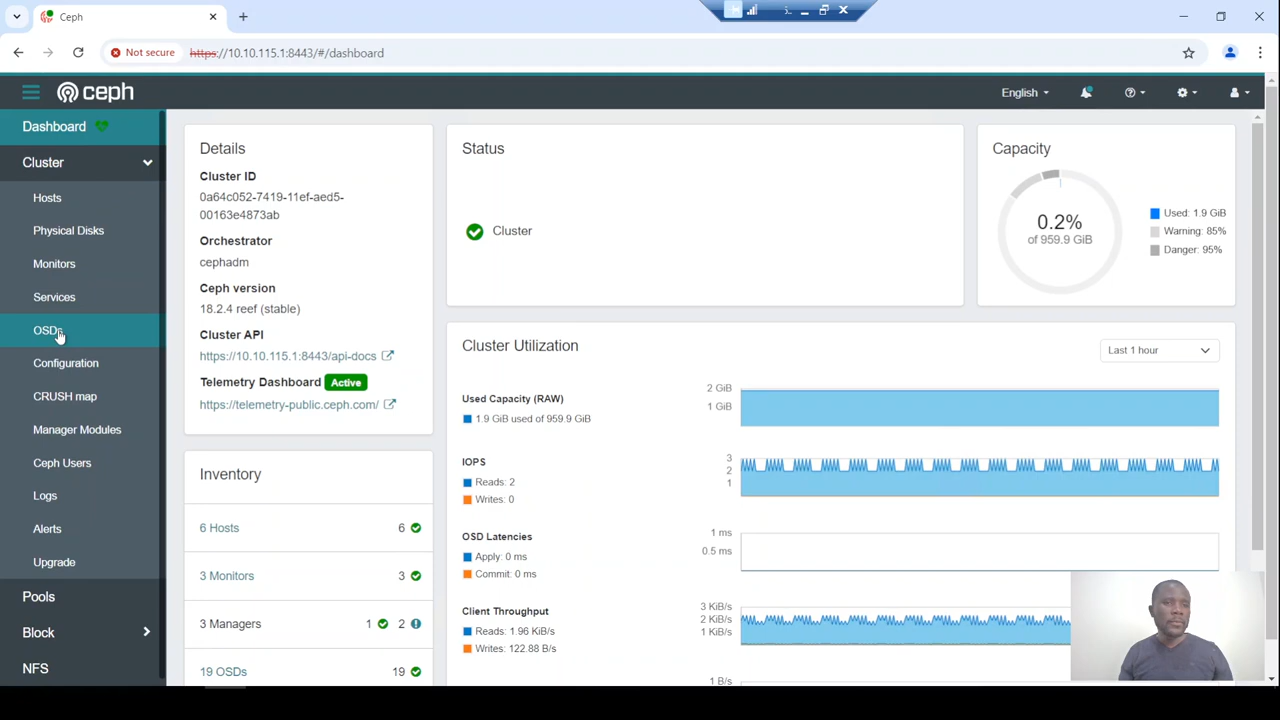 Ceph
Not secure
https://10.10.115.1:8443/#/dashboard
ceph
English
Dashboard
Cluster
Hosts
Physical Disks
Monitors
Services
OSDs
Configuration
CRUSH map
Manager Modules
Ceph Users
Logs
Alerts
Upgrade
Pools
Block
NFS
Details
Cluster ID
0a64c052-7419-11ef-aed5-
00163e4873ab
Orchestrator
cephadm
Ceph version
18.2.4 reef (stable)
Cluster API
https://10.10.115.1:8443/api-docs
Telemetry Dashboard Active
https://telemetry-public.ceph.com/
Inventory
6 Hosts 6
3 Monitors 3
3 Managers 1 2
19 OSDs 19
Status
Cluster
Capacity
0.2%
of 959.9 GiB
Used: 1.9 GiB
Warning: 85%
Danger: 95%
Cluster Utilization
Last 1 hour
Used Capacity (RAW)
1.9 GiB used of 959.9 GiB
2 GiB
1 GiB
IOPS
Reads: 2
Writes: 0
3
2
1
OSD Latencies
Apply: 0 ms
Commit: 0 ms
1 ms
0.5 ms
Client Throughput
Reads: 1.96 KiB/s
Writes: 122.88 B/s
3 KiB/s
2 KiB/s
1 KiB/s
1 B/s